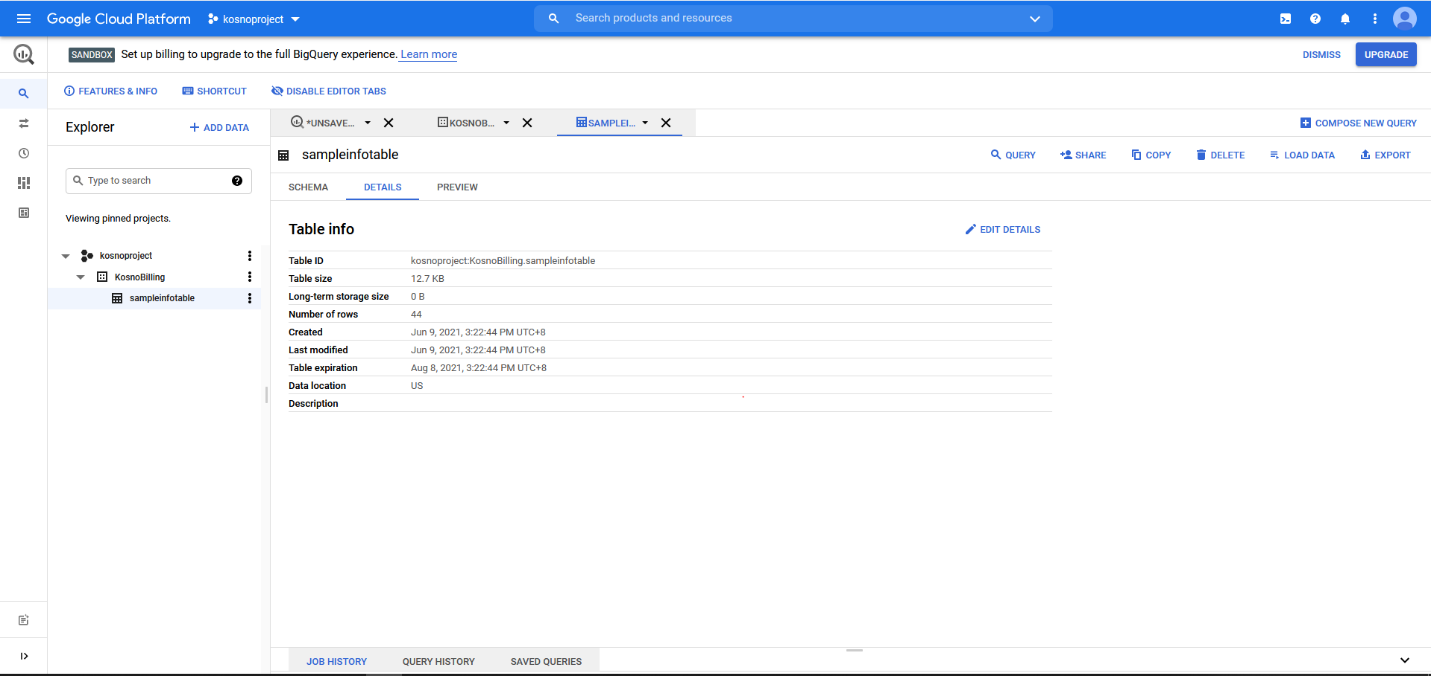 Google Cloud Platform kosnoproject Search products and resources
SANDBOX Set up billing to upgrade to the full BigQuery experience. Learn more DISMISS UPGRADE
FEATURES & INFO SHORTCUT DISABLE EDITOR TABS
Explorer + ADD DATA
Type to search
Viewing pinned projects.
kosnoproject
KosnoBilling
sampleinfotable
*UNSAVE... KOSNOB... SAMPLEI... COMPOSE NEW QUERY
sampleinfotable QUERY SHARE COPY DELETE LOAD DATA EXPORT
SCHEMA DETAILS PREVIEW
Table info EDIT DETAILS
Table ID kosnoproject:KosnoBilling.sampleinfotable
Table size 12.7 KB
Long-term storage size 0 B
Number of rows 44
Created Jun 9, 2021, 3:22:44 PM UTC+8
Last modified Jun 9, 2021, 3:22:44 PM UTC+8
Table expiration Aug 8, 2021, 3:22:44 PM UTC+8
Data location US
Description
JOB HISTORY QUERY HISTORY SAVED QUERIES